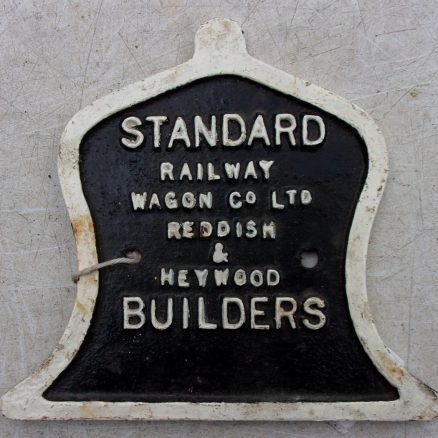 STANDARD
RAILWAY
WAGON CO LTD
REDDISH
&
HEYWOOD
BUILDERS